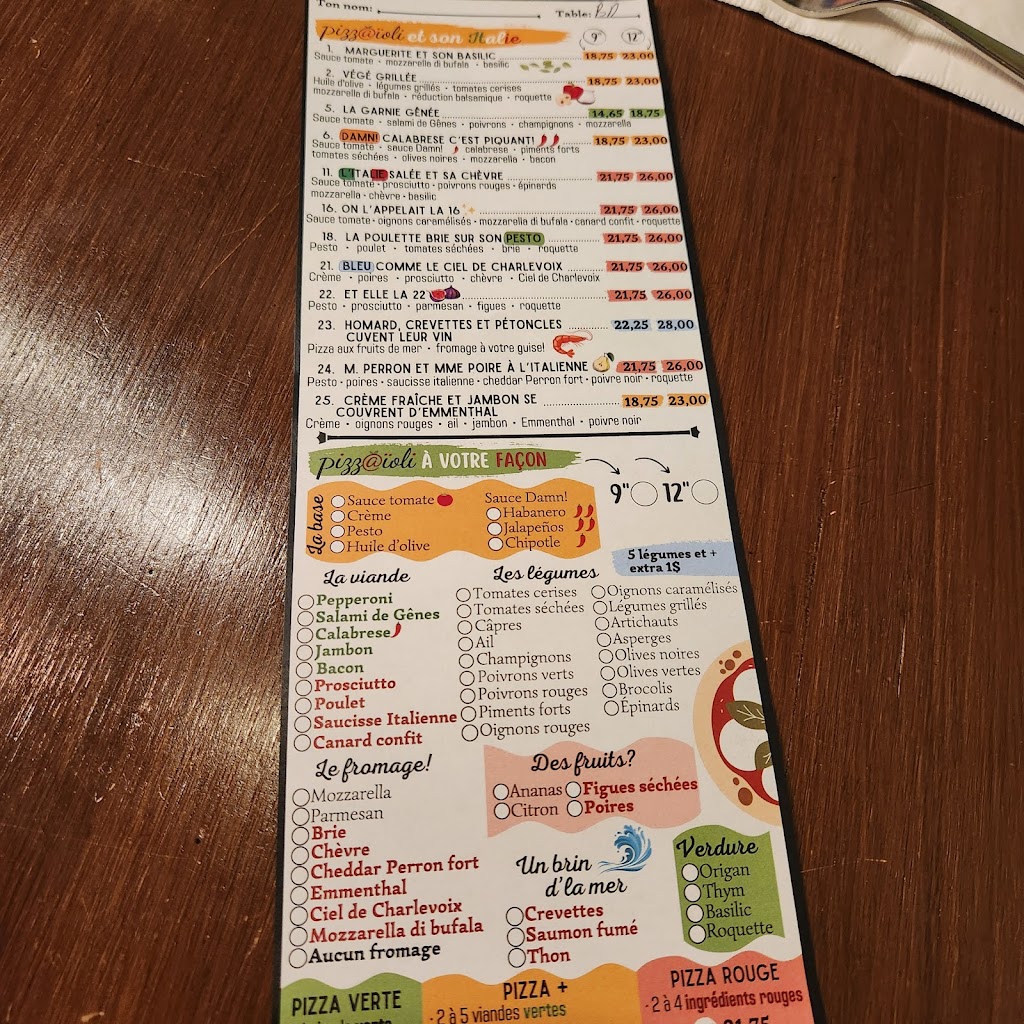 Ton nom: Table: BD
pizz@ïoli et son Italie 9" 12"
1. MARGUERITE ET SON BASILIC 18,75 23,00
Sauce tomate • mozzarella di bufala • basilic
2. VÉGÉ GRILLÉE 18,75 23,00
Huile d'olive • légumes grillés • tomates cerises
mozzarella di bufala • réduction balsamique • roquette
5. LA GARNIE GÊNÉE 14,65 18,75
Sauce tomate • salami de Gênes • poivrons • champignons • mozzarella
6. DAMN! CALABRESE C'EST PIQUANT! 18,75 23,00
Sauce tomate • sauce Damn! calabrese • piments forts
tomates séchées • olives noires • mozzarella • bacon
11. L'ITALIE SALÉE ET SA CHÈVRE 21,75 26,00
Sauce tomate • prosciutto • poivrons rouges • épinards
mozzarella • chèvre • basilic
16. ON L'APPELAIT LA 16 21,75 26,00
Sauce tomate • oignons caramélisés • mozzarella di bufala • canard confit • roquette
18. LA POULETTE BRIE SUR SON PESTO 21,75 26,00
Pesto • poulet • tomates séchées • brie • roquette
21. BLEU COMME LE CIEL DE CHARLEVOIX 21,75 26,00
Crème • poires • prosciutto • chèvre • Ciel de Charlevoix
22. ET ELLE LA 22 21,75 26,00
Pesto • prosciutto • parmesan • figues • roquette
23. HOMARD, CREVETTES ET PÉTONCLES 22,25 28,00
CUVENT LEUR VIN
Pizza aux fruits de mer • fromage à votre guise!
24. M. PERRON ET MME POIRE À L'ITALIENNE 21,75 26,00
Pesto • poires • saucisse italienne • cheddar Perron fort • poivre noir • roquette
25. CRÈME FRAÎCHE ET JAMBON SE 18,75 23,00
COUVRENT D'EMMENTHAL
Crème • oignons rouges • ail • jambon • Emmenthal • poivre noir
pizz@ïoli À VOTRE FAÇON
9" 12"
La base
Sauce tomate
Crème
Pesto
Huile d'olive
Sauce Damn!
Habanero
Jalapeños
Chipotle
5 légumes et +
extra 1$
La viande
Pepperoni
Salami de Gênes
Calabrese
Jambon
Bacon
Prosciutto
Poulet
Saucisse Italienne
Canard confit
Les légumes
Tomates cerises
Tomates séchées
Câpres
Ail
Champignons
Poivrons verts
Poivrons rouges
Piments forts
Oignons rouges
Oignons caramélisés
Légumes grillés
Artichauts
Asperges
Olives noires
Olives vertes
Brocolis
Épinards
Le fromage!
Mozzarella
Parmesan
Brie
Chèvre
Cheddar Perron fort
Emmenthal
Ciel de Charlevoix
Mozzarella di bufala
Aucun fromage
Des fruits?
Ananas
Citron
Figues séchées
Poires
Un brin
d'la mer
Crevettes
Saumon fumé
Thon
Verdure
Origan
Thym
Basilic
Roquette
PIZZA VERTE
PIZZA +
- 2 à 5 viandes vertes
PIZZA ROUGE
- 2 à 4 ingrédients rouges
21,75